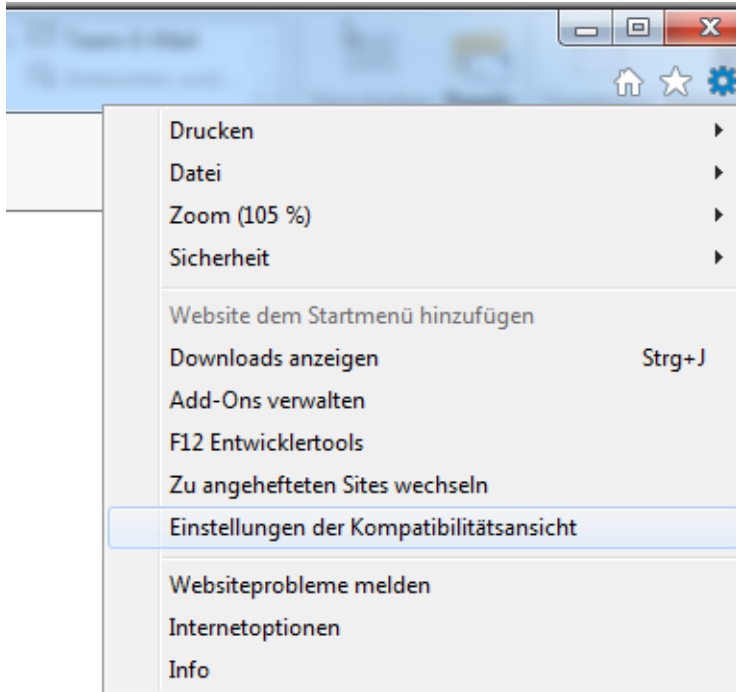 Drucken
Datei
Zoom (105 %)
Sicherheit
Website dem Startmenü hinzufügen
Downloads anzeigen Strg+J
Add-Ons verwalten
F12 Entwicklertools
Zu angehefteten Sites wechseln
Einstellungen der Kompatibilitätsansicht
Websiteprobleme melden
Internetoptionen
Info